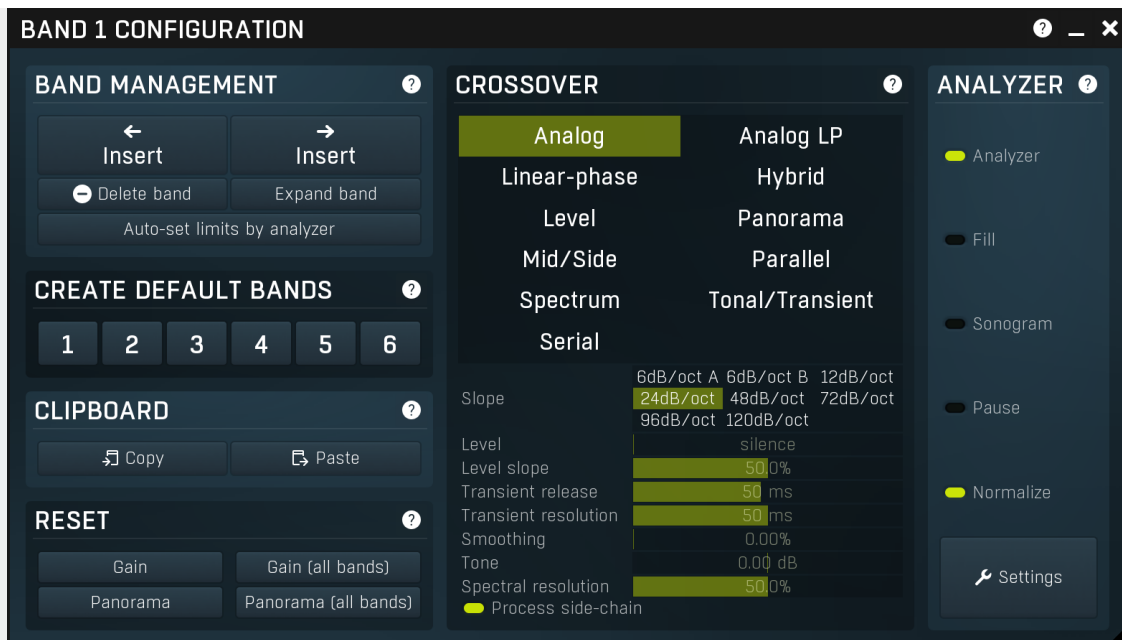 BAND 1 CONFIGURATION
BAND MANAGEMENT
Insert Insert
Delete band Expand band
Auto-set limits by analyzer
CREATE DEFAULT BANDS
1 2 3 4 5 6
CLIPBOARD
Copy Paste
RESET
Gain Gain (all bands)
Panorama Panorama (all bands)
CROSSOVER
Analog Analog LP
Linear-phase Hybrid
Level Panorama
Mid/Side Parallel
Spectrum Tonal/Transient
Serial
6dB/oct A 6dB/oct B 12dB/oct
Slope 24dB/oct 48dB/oct 72dB/oct
96dB/oct 120dB/oct
Level silence
Level slope 50.0%
Transient release 50 ms
Transient resolution 50 ms
Smoothing 0.00%
Tone 0.00 dB
Spectral resolution 50.0%
Process side-chain
ANALYZER
Analyzer
Fill
Sonogram
Pause
Normalize
Settings